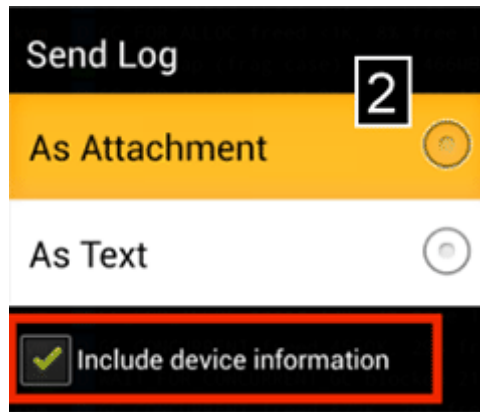 Send Log
2
As Attachment
As Text
Include device information